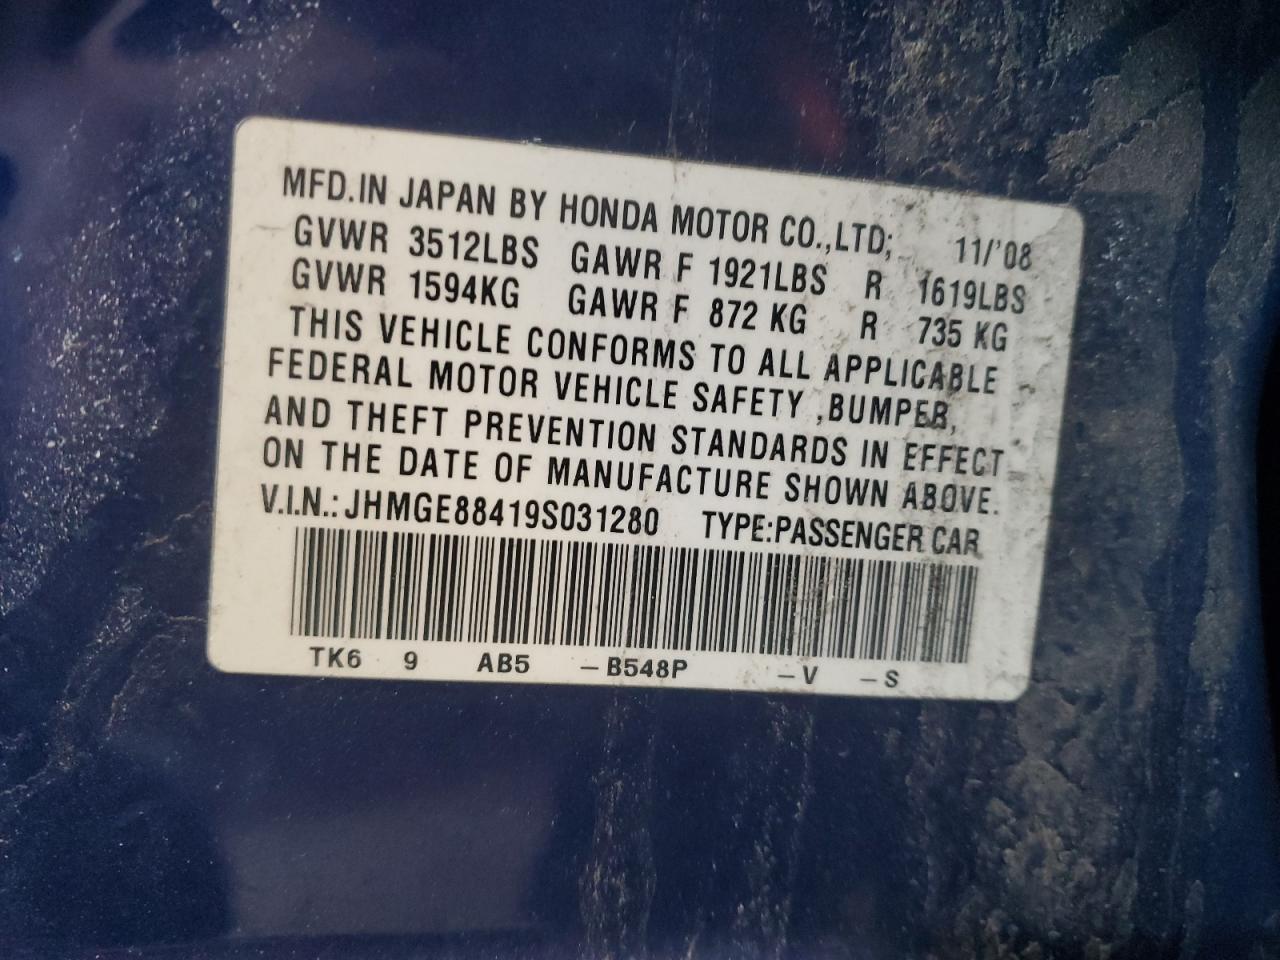 MFD.IN JAPAN BY HONDA MOTOR CO.,LTD; 11/'08
GVWR 3512LBS GAWR F 1921LBS R 1619LBS
GVWR 1594KG GAWR F 872 KG R 735 KG
THIS VEHICLE CONFORMS TO ALL APPLICABLE
FEDERAL MOTOR VEHICLE SAFETY ,BUMPER,
AND THEFT PREVENTION STANDARDS IN EFFECT
ON THE DATE OF MANUFACTURE SHOWN ABOVE.
V.I.N.:JHMGE88419S031280 TYPE:PASSENGER CAR
TK6 9 AB5 –B548P –V –S